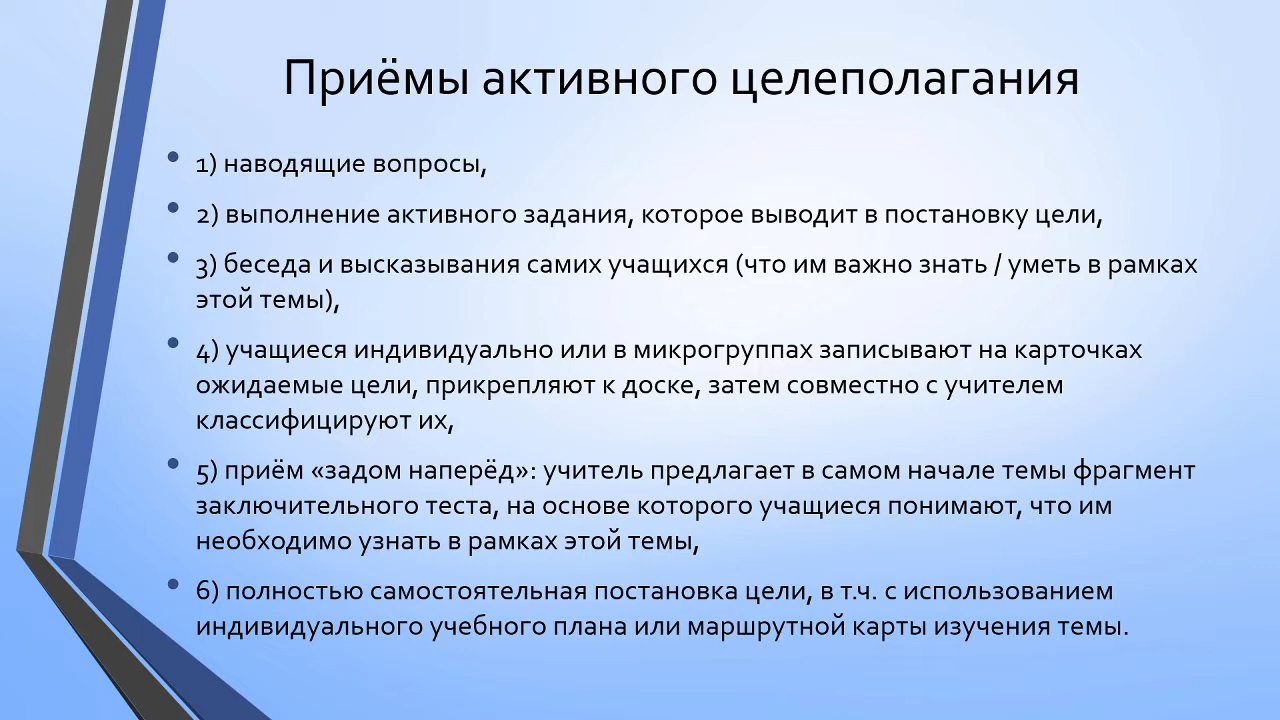 Приёмы активного целеполагания
• 1) наводящие вопросы,
• 2) выполнение активного задания, которое выводит в постановку цели,
• 3) беседа и высказывания самих учащихся (что им важно знать / уметь в рамках
этой темы),
• 4) учащиеся индивидуально или в микрогруппах записывают на карточках
ожидаемые цели, прикрепляют к доске, затем совместно с учителем
классифицируют их,
• 5) приём «задом наперёд»: учитель предлагает в самом начале темы фрагмент
заключительного теста, на основе которого учащиеся понимают, что им
необходимо узнать в рамках этой темы,
• 6) полностью самостоятельная постановка цели, в т.ч. с использованием
индивидуального учебного плана или маршрутной карты изучения темы.